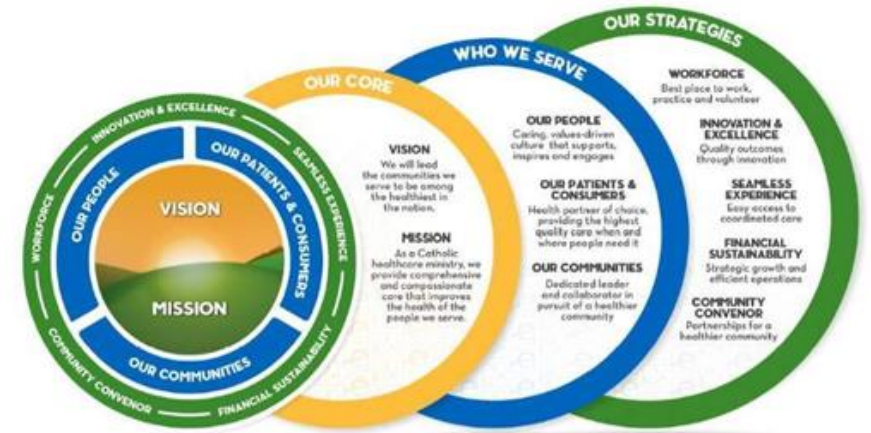 INNOVATION & EXCELLENCE
SEAMLESS EXPERIENCE
FINANCIAL SUSTAINABILITY
COMMUNITY CONVENOR
WORKFORCE
OUR PEOPLE
OUR PATIENTS & CONSUMERS
OUR COMMUNITIES
VISION
MISSION
OUR CORE
VISION
We will lead
the communities we
serve to be among
the healthiest in
the nation.
MISSION
As a Catholic
healthcare ministry, we
provide comprehensive
and compassionate
care that improves
the health of the
people we serve.
WHO WE SERVE
OUR PEOPLE
Caring, values-driven
culture that supports,
inspires and engages
OUR PATIENTS &
CONSUMERS
Health partner of choice,
providing the highest
quality care when and
where people need it
OUR COMMUNITIES
Dedicated leader
and collaborator in
pursuit of a healthier
community
OUR STRATEGIES
WORKFORCE
Best place to work,
practice and volunteer
INNOVATION &
EXCELLENCE
Quality outcomes
through innovation
SEAMLESS
EXPERIENCE
Easy access to
coordinated care
FINANCIAL
SUSTAINABILITY
Strategic growth and
efficient operations
COMMUNITY
CONVENOR
Partnerships for a
healthier community